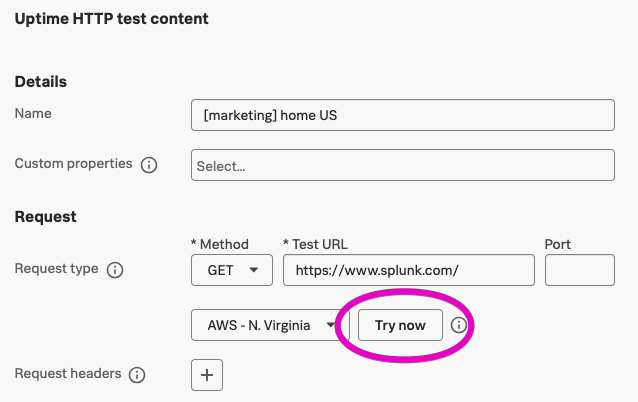 Uptime HTTP test content
Details
Name
[marketing] home US
Custom properties
Select...
Request
* Method * Test URL Port
Request type GET https://www.splunk.com/
AWS - N. Virginia Try now
Request headers +